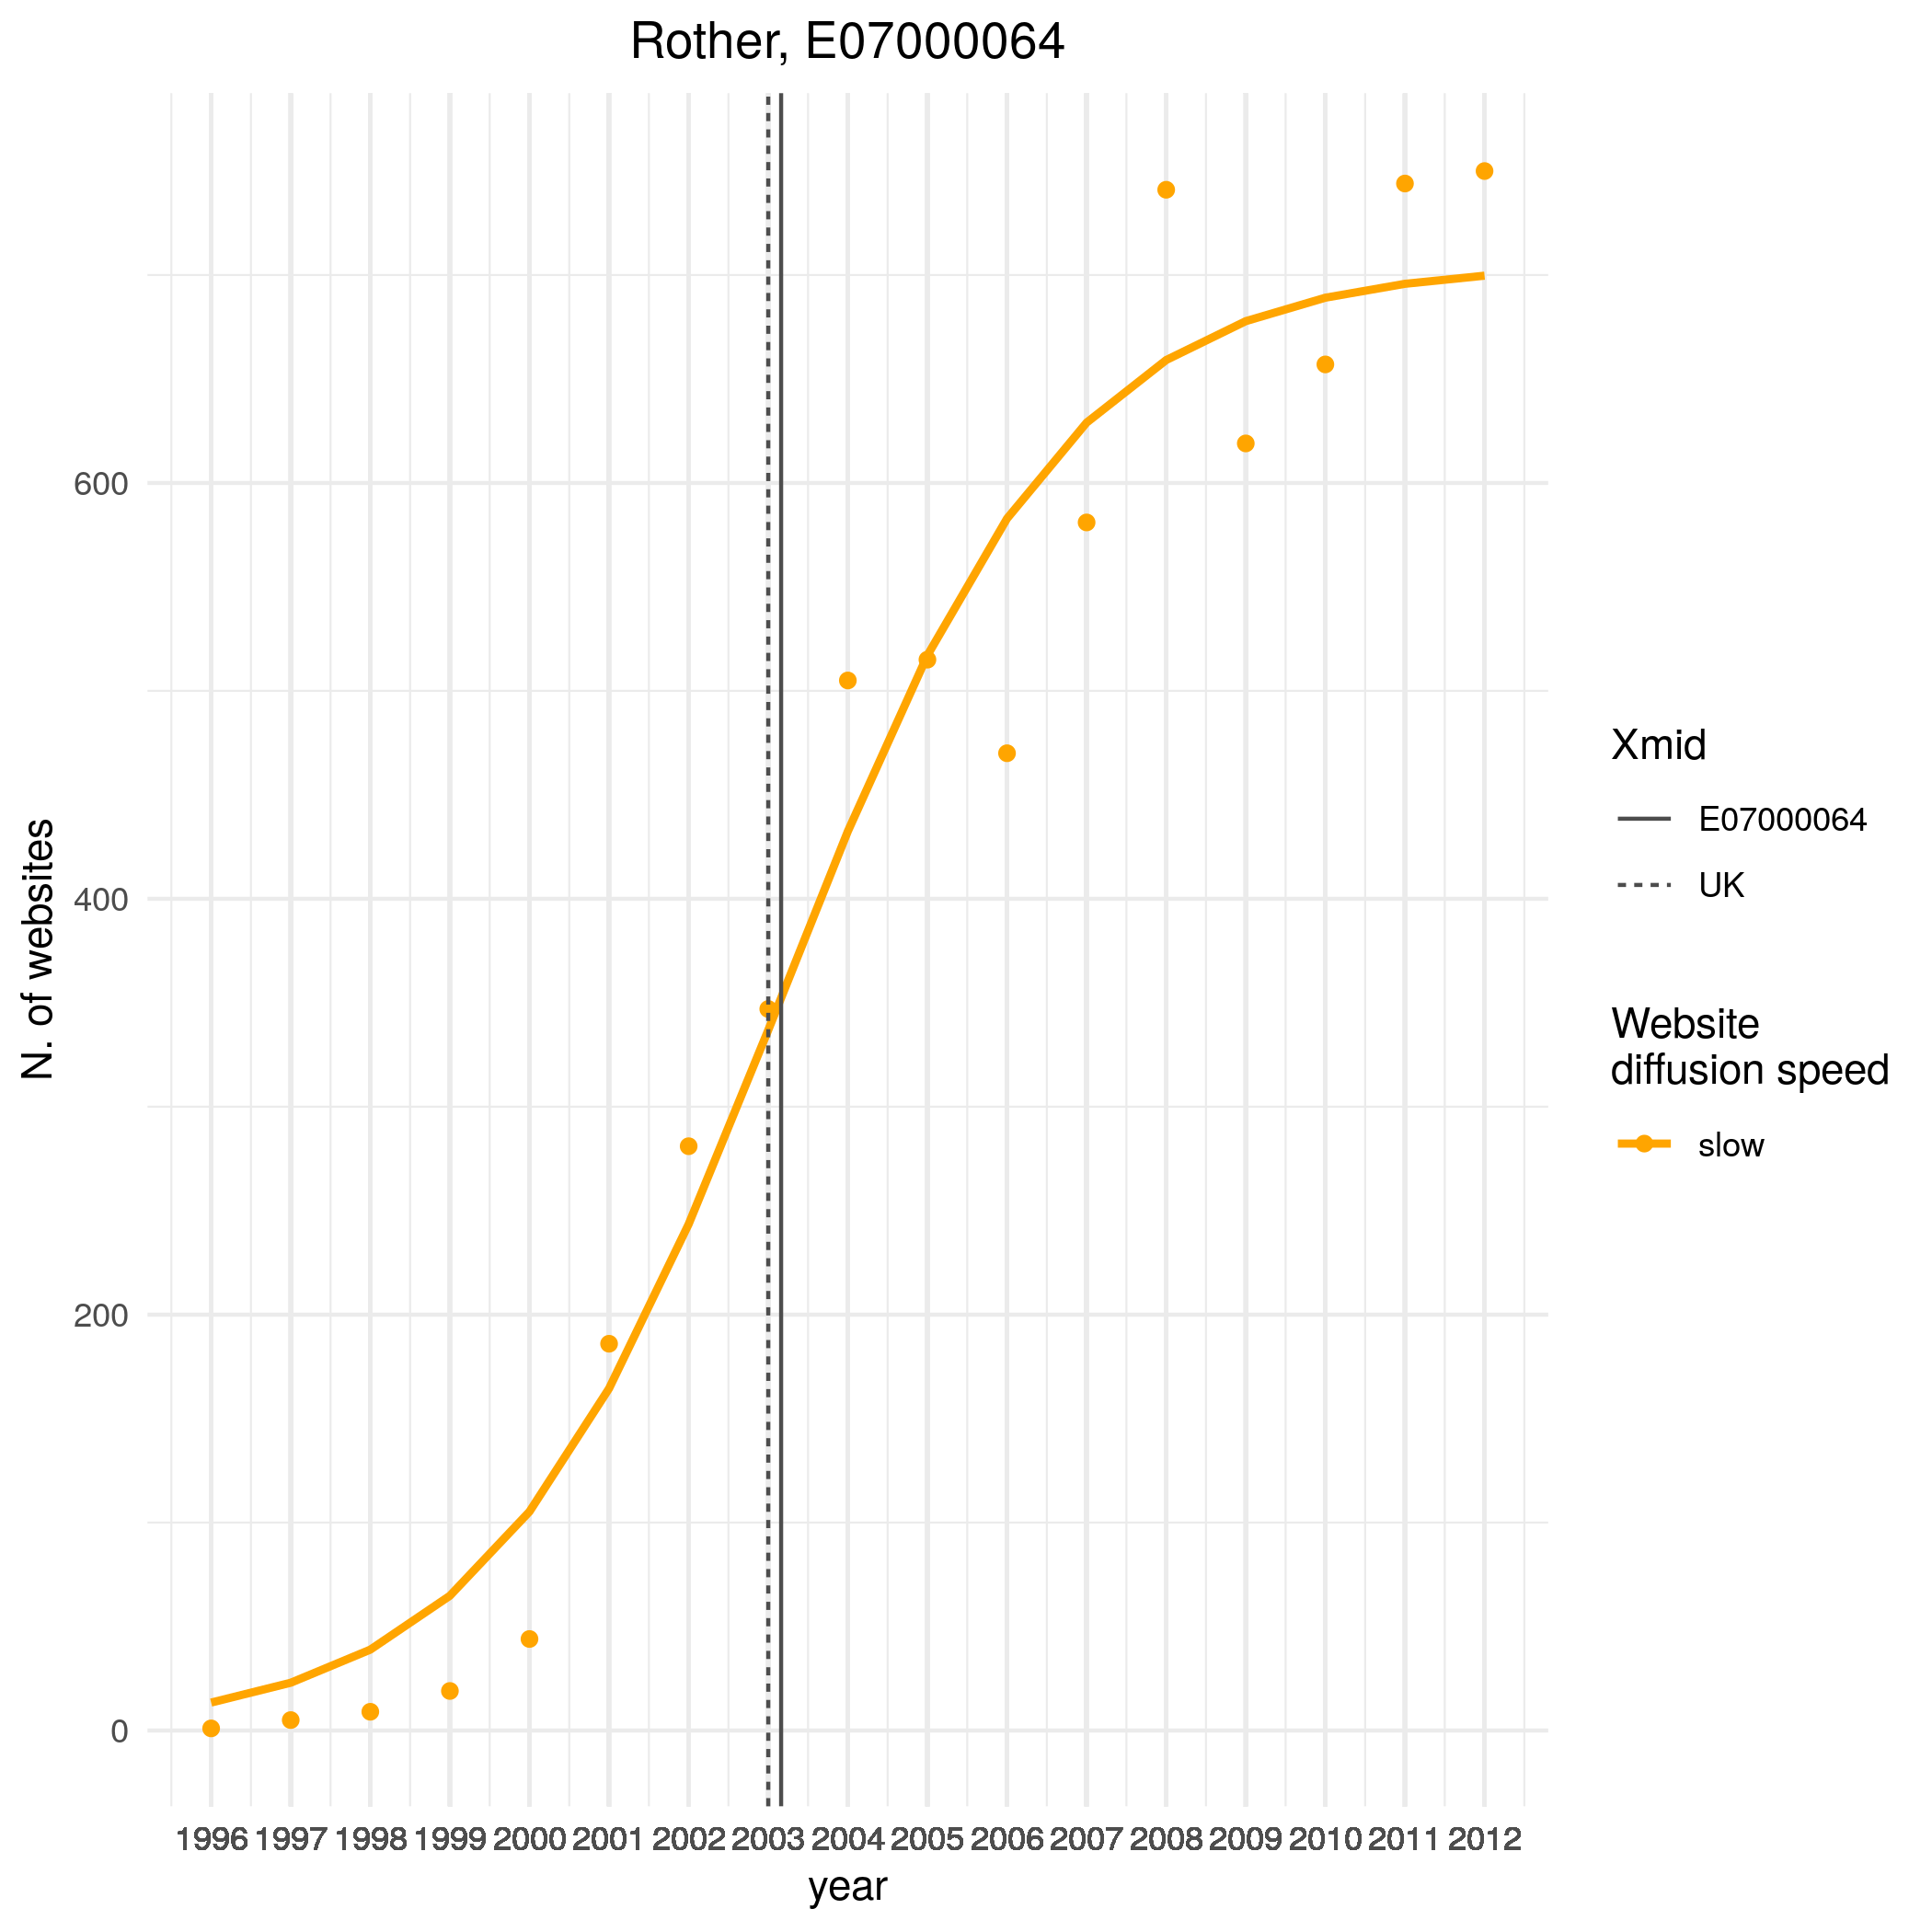 Rother, E07000064
N. of websites
600
400
200
0
1996 1997 1998 1999 2000 2001 2002 2003 2004 2005 2006 2007 2008 2009 2010 2011 2012
year
Xmid
E07000064
UK
Website
diffusion speed
slow